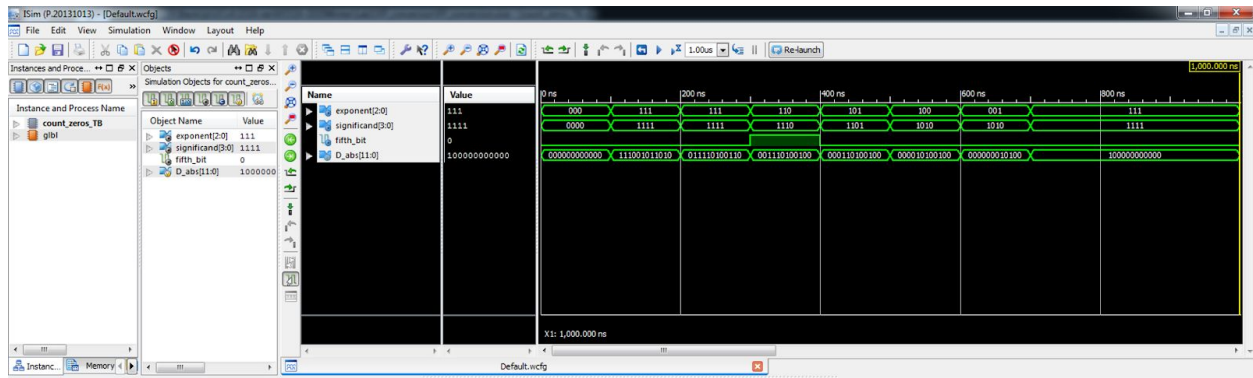 ISim (P.20131013) - [Default.wcfg]
File Edit View Simulation Window Layout Help
1.00us Re-launch
Instances and Proce...
Instance and Process Name
count_zeros_TB
glbl
Instanc...
Memory
Objects
Simulation Objects for count_zeros...
Object Name Value
exponent[2:0] 111
significand[3:0] 1111
fifth_bit 0
D_abs[11:0] 1000000
Name Value
exponent[2:0] 111
significand[3:0] 1111
fifth_bit 0
D_abs[11:0] 100000000000
1,000.000 ns
0 ns 200 ns 400 ns 600 ns 800 ns
000 111 111 110 101 100 001 111
0000 1111 1111 1110 1101 1010 1010 1111
000000000000 111001011010 011110100110 001110100100 000110100100 000010100100 000000010100 100000000000
X1: 1,000.000 ns
Default.wcfg